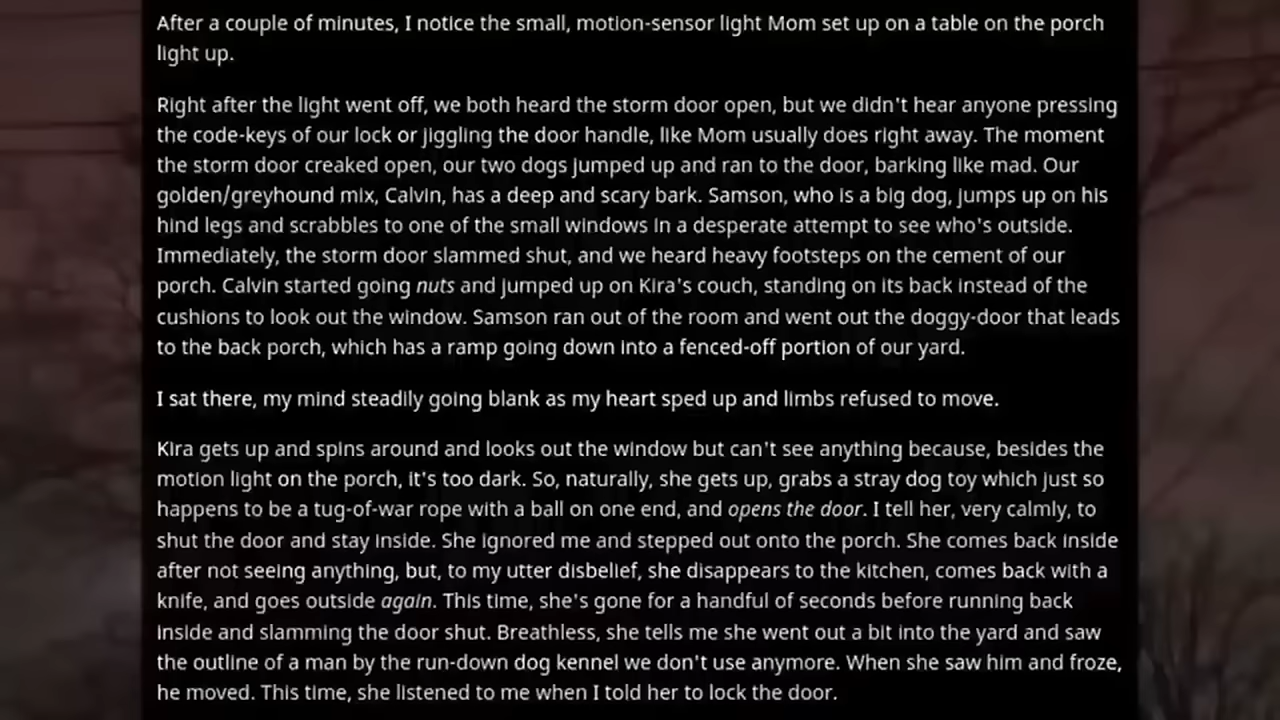 After a couple of minutes, I notice the small, motion-sensor light Mom set up on a table on the porch
light up.
Right after the light went off, we both heard the storm door open, but we didn't hear anyone pressing
the code-keys of our lock or jiggling the door handle, like Mom usually does right away. The moment
the storm door creaked open, our two dogs jumped up and ran to the door, barking like mad. Our
golden/greyhound mix, Calvin, has a deep and scary bark. Samson, who is a big dog, jumps up on his
hind legs and scrabbles to one of the small windows in a desperate attempt to see who's outside.
Immediately, the storm door slammed shut, and we heard heavy footsteps on the cement of our
porch. Calvin started going nuts and jumped up on Kira's couch, standing on its back instead of the
cushions to look out the window. Samson ran out of the room and went out the doggy-door that leads
to the back porch, which has a ramp going down into a fenced-off portion of our yard.
I sat there, my mind steadily going blank as my heart sped up and limbs refused to move.
Kira gets up and spins around and looks out the window but can't see anything because, besides the
motion light on the porch, it's too dark. So, naturally, she gets up, grabs a stray dog toy which just so
happens to be a tug-of-war rope with a ball on one end, and opens the door. I tell her, very calmly, to
shut the door and stay inside. She ignored me and stepped out onto the porch. She comes back inside
after not seeing anything, but, to my utter disbelief, she disappears to the kitchen, comes back with a
knife, and goes outside again. This time, she's gone for a handful of seconds before running back
inside and slamming the door shut. Breathless, she tells me she went out a bit into the yard and saw
the outline of a man by the run-down dog kennel we don't use anymore. When she saw him and froze,
he moved. This time, she listened to me when I told her to lock the door.